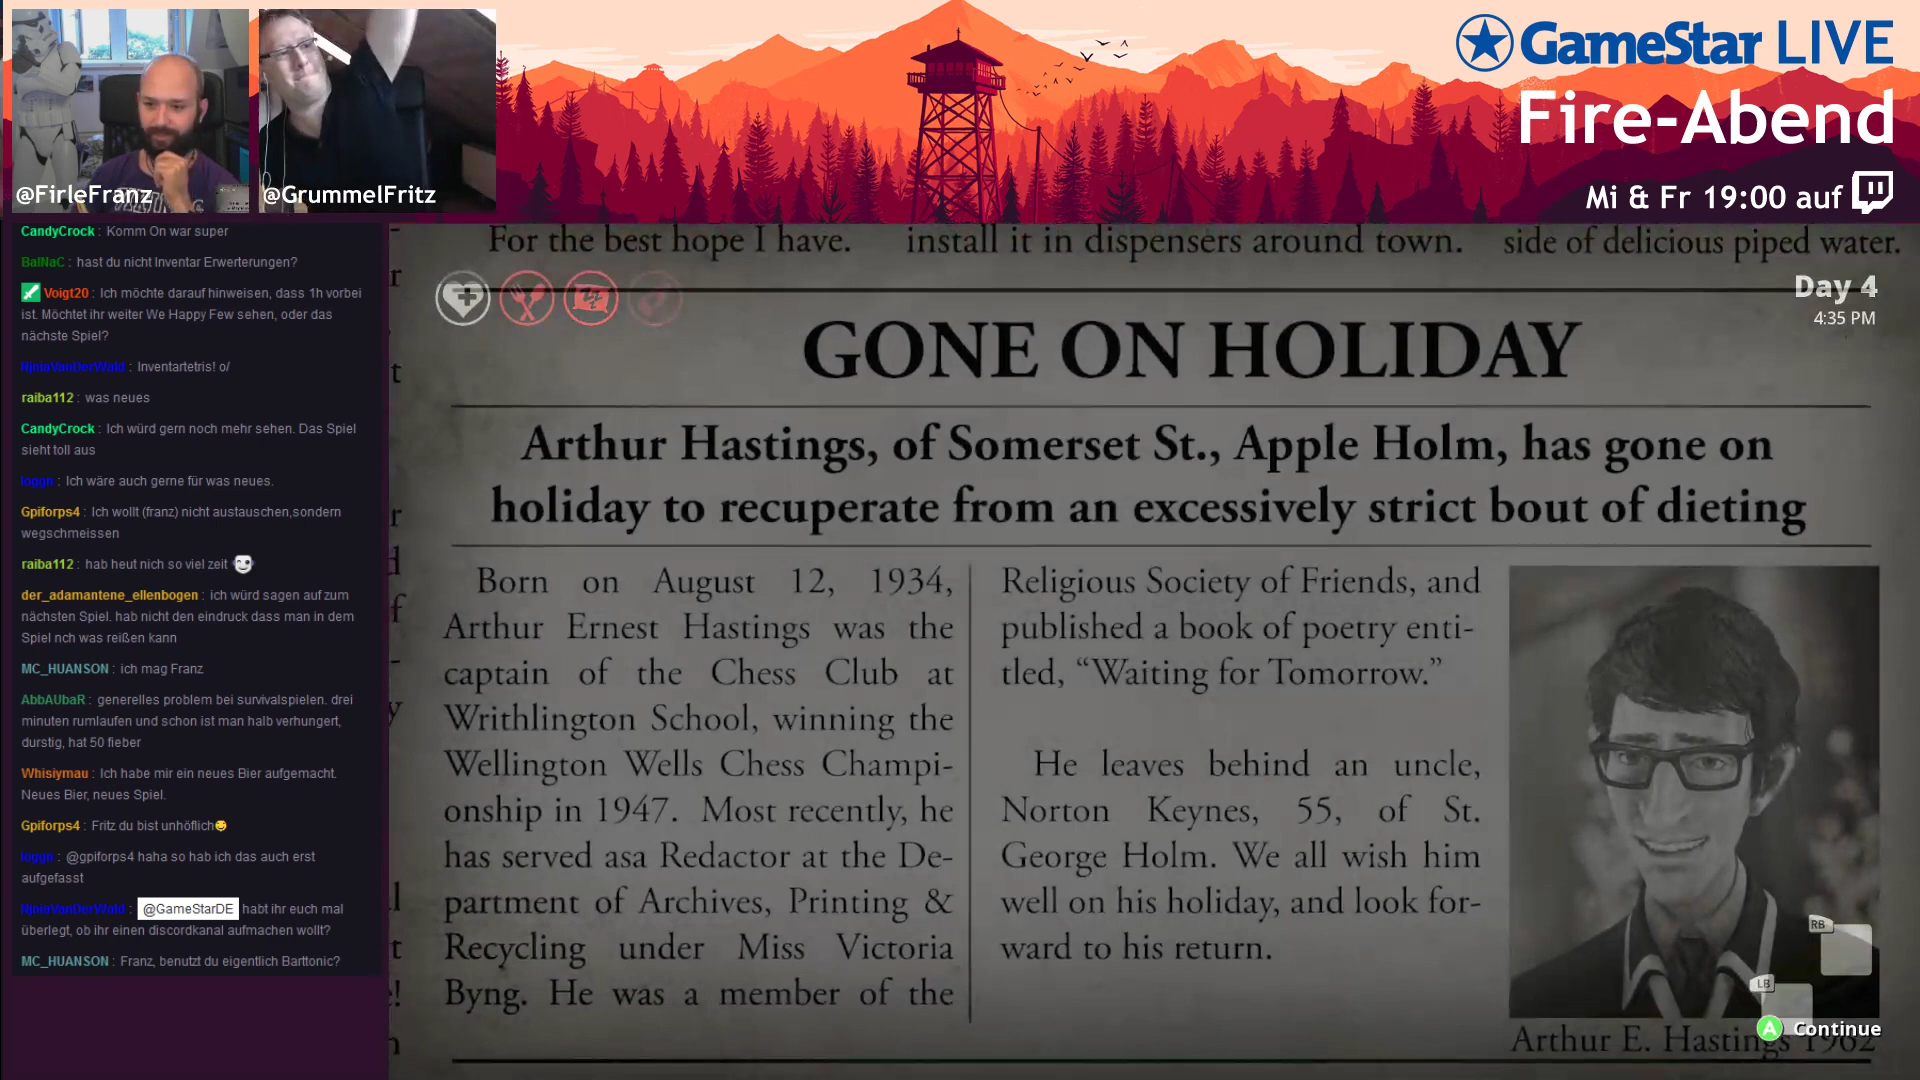 GameStar LIVE
Fire-Abend
Mi & Fr 19:00 auf
@FirleFranz
@GrummelFritz
CandyCrock : Komm On war super
BalNaC : hast du nicht Inventar Erwerterungen?
Voigt20 : Ich möchte darauf hinweisen, dass 1h vorbei
ist. Möchtet ihr weiter We Happy Few sehen, oder das
nächste Spiel?
NjninVanDerWold : Inventartetris! o/
raiba112 : was neues
CandyCrock : Ich würd gern noch mehr sehen. Das Spiel
sieht toll aus
loggn : Ich wäre auch gerne für was neues.
Gpiforps4 : Ich wollt (franz) nicht austauschen,sondern
wegschmeissen
raiba112 : hab heut nich so viel zeit
der_adamantene_ellenbogen : ich würd sagen auf zum
nächsten Spiel. hab nicht den eindruck dass man in dem
Spiel nch was reißen kann
MC_HUANSON : ich mag Franz
AbbAUbaR : generelles problem bei survivalspielen. drei
minuten rumlaufen und schon ist man halb verhungert,
durstig, hat 50 fieber
Whisiymau : Ich habe mir ein neues Bier aufgemacht.
Neues Bier, neues Spiel.
Gpiforps4 : Fritz du bist unhöflich
loggn : @gpiforps4 haha so hab ich das auch erst
aufgefasst
NjninVanDerWold : @GameStarDE habt ihr euch mal
überlegt, ob ihr einen discordkanal aufmachen wollt?
MC_HUANSON : Franz, benutzt du eigentlich Barttonic?
For the best hope I have.
install it in dispensers around town.
side of delicious piped water.
Day 4
4:35 PM
GONE ON HOLIDAY
Arthur Hastings, of Somerset St., Apple Holm, has gone on
holiday to recuperate from an excessively strict bout of dieting
Born on August 12, 1934,
Arthur Ernest Hastings was the
captain of the Chess Club at
Writhlington School, winning the
Wellington Wells Chess Champi-
onship in 1947. Most recently, he
has served asa Redactor at the De-
partment of Archives, Printing &
Recycling under Miss Victoria
Byng. He was a member of the
Religious Society of Friends, and
published a book of poetry enti-
tled, “Waiting for Tomorrow.”
He leaves behind an uncle,
Norton Keynes, 55, of St.
George Holm. We all wish him
well on his holiday, and look for-
ward to his return.
RB
LB
A Continue
Arthur E. Hastings 1962